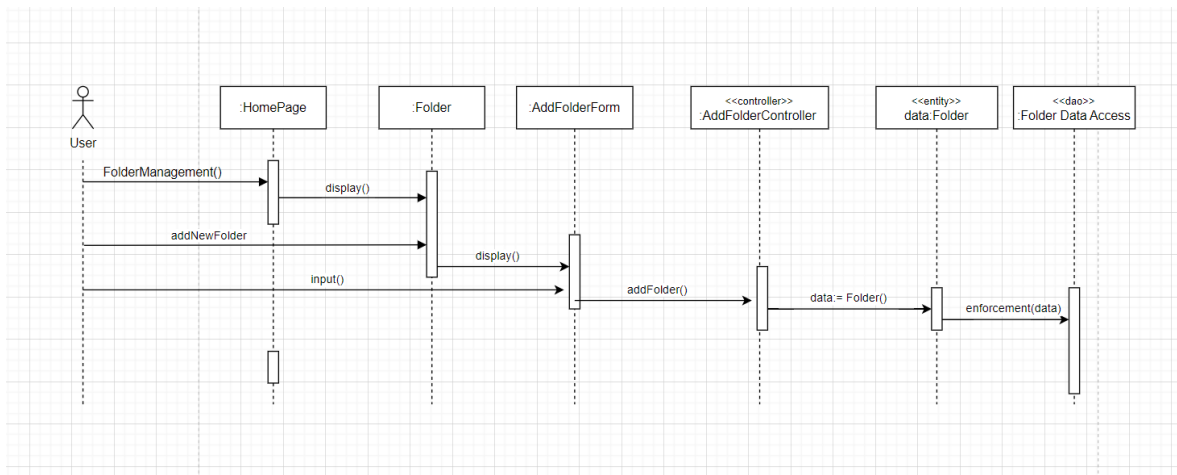 User
:HomePage
:Folder
:AddFolderForm
<<controller>>
:AddFolderController
<<entity>>
data:Folder
<<dao>>
:Folder Data Access
FolderManagement()
display()
addNewFolder
display()
input()
addFolder()
data:= Folder()
enforcement(data)